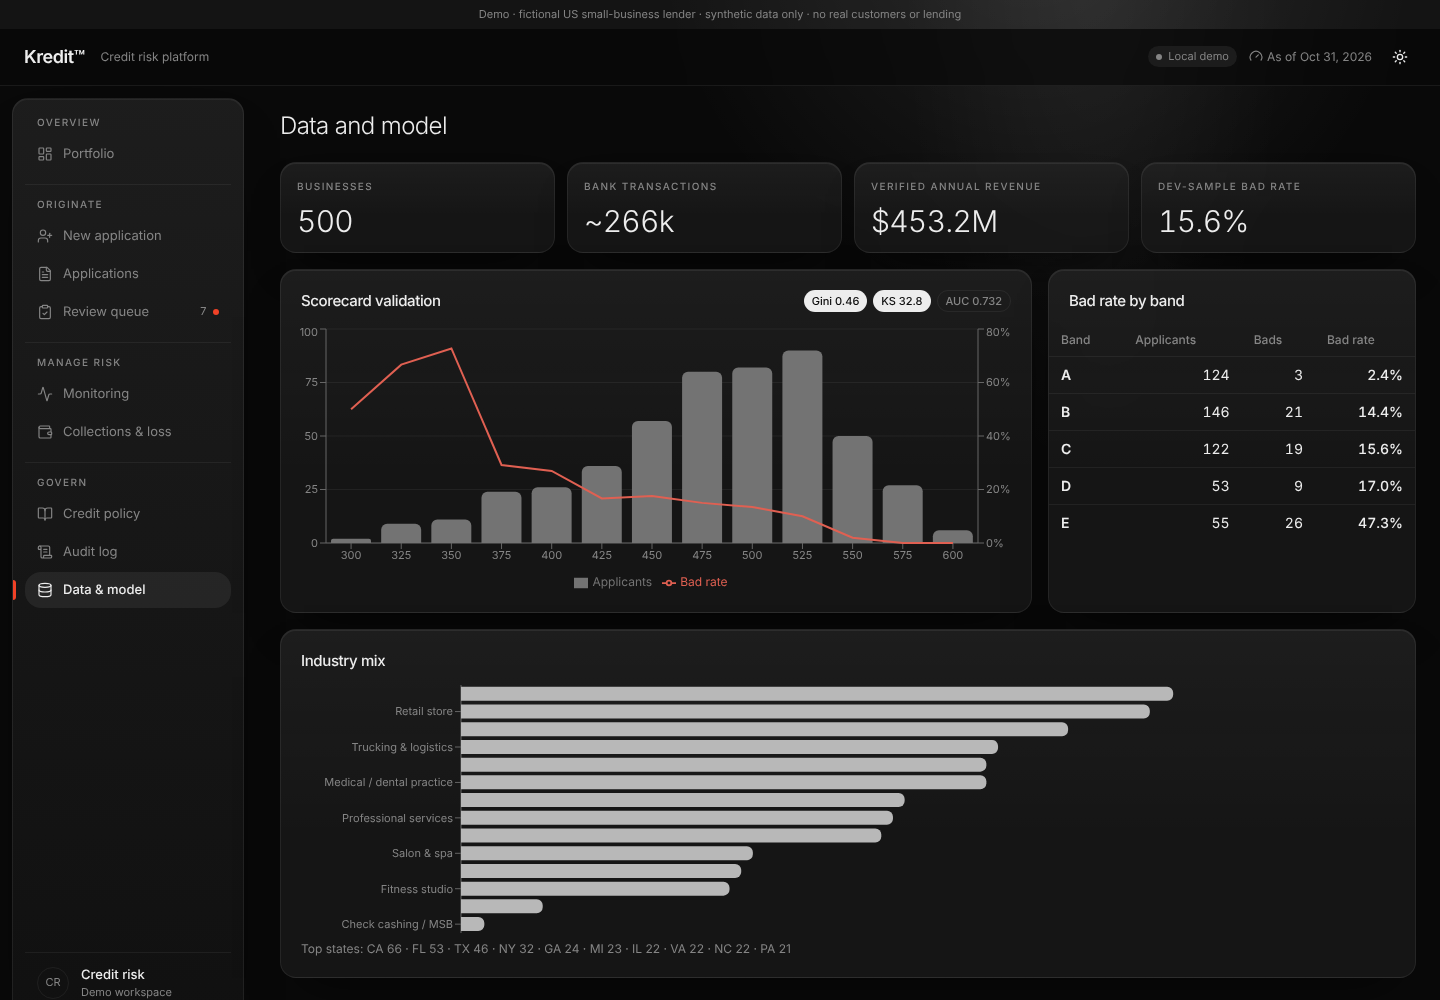 Demo · fictional US small-business lender · synthetic data only · no real customers or lending
Kredit™ Credit risk platform
Local demo
As of Oct 31, 2026
OVERVIEW
Portfolio
ORIGINATE
New application
Applications
Review queue 7
MANAGE RISK
Monitoring
Collections & loss
GOVERN
Credit policy
Audit log
Data & model
CR
Credit risk
Demo workspace
Data and model
BUSINESSES
500
BANK TRANSACTIONS
~266k
VERIFIED ANNUAL REVENUE
$453.2M
DEV-SAMPLE BAD RATE
15.6%
Scorecard validation
Gini 0.46 KS 32.8 AUC 0.732
100 80%
75 60%
50 40%
25 20%
0 0%
300 325 350 375 400 425 450 475 500 525 550 575 600
Applicants Bad rate
Bad rate by band
Band Applicants Bads Bad rate
A 124 3 2.4%
B 146 21 14.4%
C 122 19 15.6%
D 53 9 17.0%
E 55 26 47.3%
Industry mix
Retail store
Trucking & logistics
Medical / dental practice
Professional services
Salon & spa
Fitness studio
Check cashing / MSB
Top states: CA 66 · FL 53 · TX 46 · NY 32 · GA 24 · MI 23 · IL 22 · VA 22 · NC 22 · PA 21